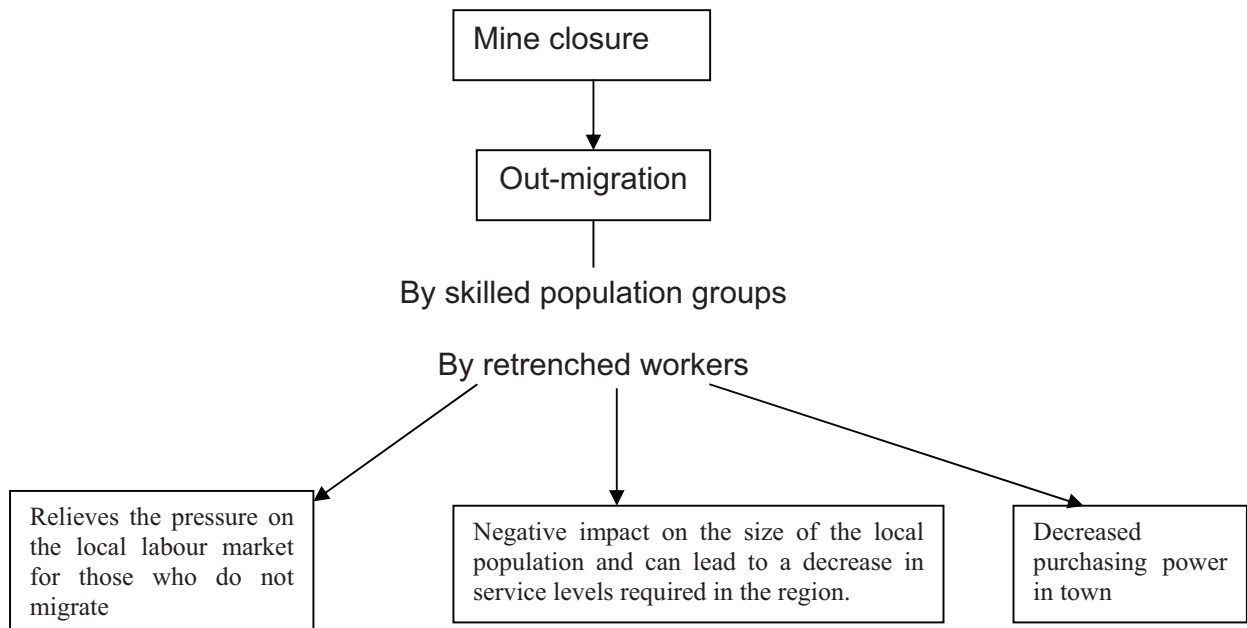 Mine closure
Out-migration
By skilled population groups
By retrenched workers
Relieves the pressure on
the local labour market
for those who do not
migrate
Negative impact on the size of the local
population and can lead to a decrease in
service levels required in the region.
Decreased
purchasing power
in town